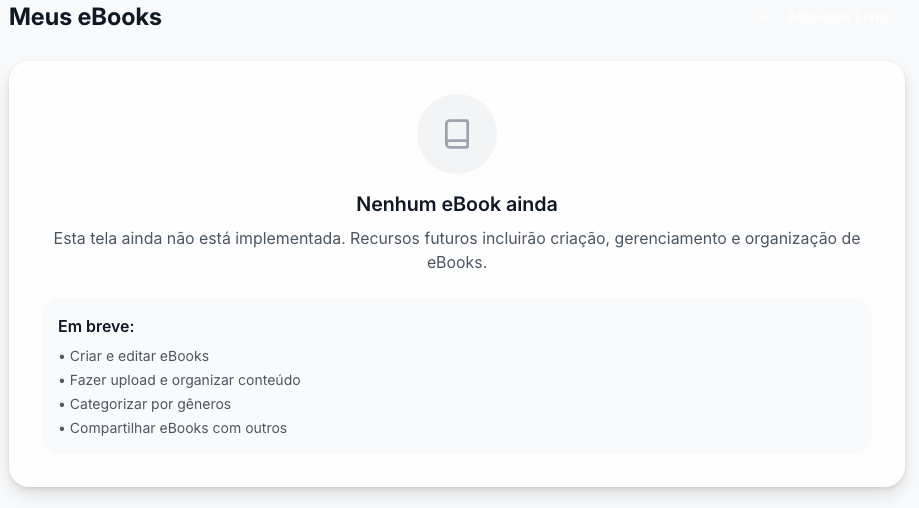 Meus eBooks
Adicionar Livro
Nenhum eBook ainda
Esta tela ainda não está implementada. Recursos futuros incluirão criação, gerenciamento e organização de
eBooks.
Em breve:
• Criar e editar eBooks
• Fazer upload e organizar conteúdo
• Categorizar por gêneros
• Compartilhar eBooks com outros